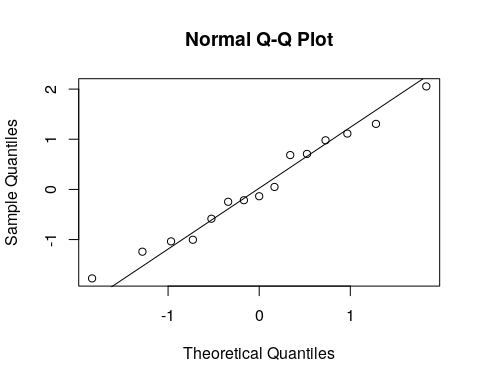 Normal Q-Q Plot
Sample Quantiles
2
1
0
-1
-1 0 1
Theoretical Quantiles